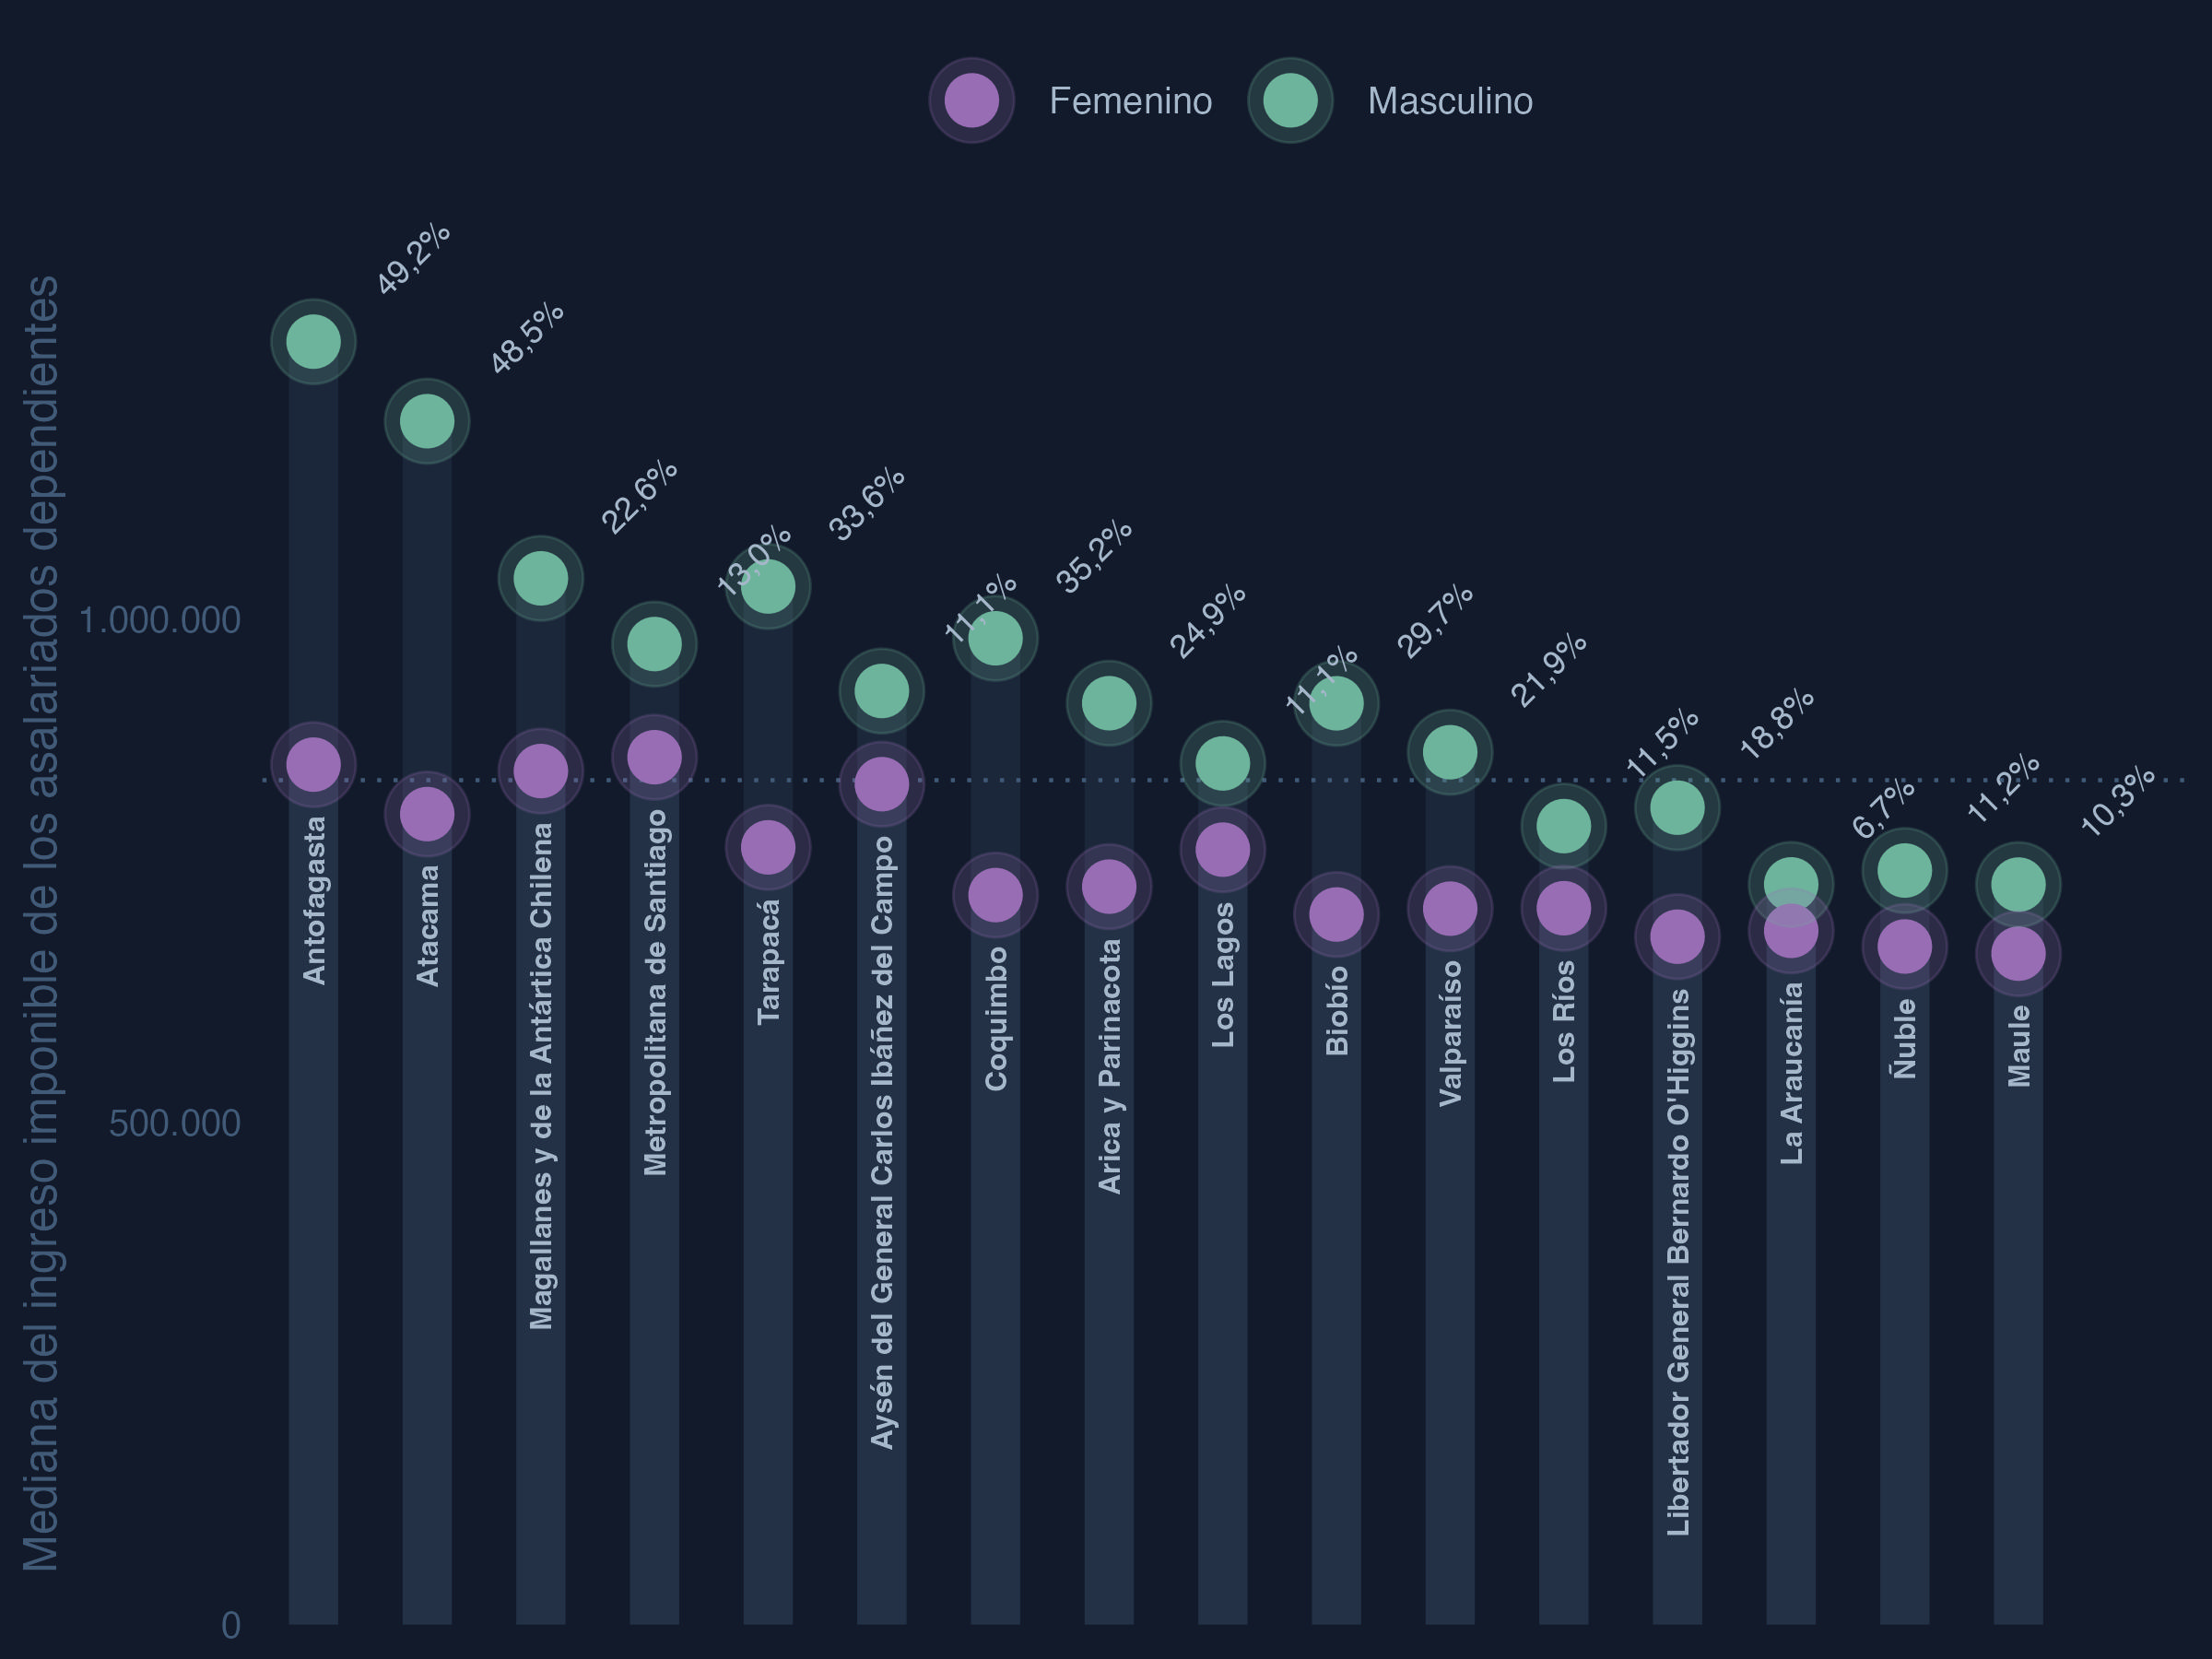 Femenino
Masculino
Mediana del ingreso imponible de los asalariados dependientes
1.000.000
500.000
0
49,2%
48,5%
22,6%
13,0%
33,6%
11,1%
35,2%
24,9%
11,1%
29,7%
21,9%
11,5%
18,8%
6,7%
11,2%
10,3%
Antofagasta
Atacama
Magallanes y de la Antártica Chilena
Metropolitana de Santiago
Tarapacá
Aysén del General Carlos Ibáñez del Campo
Coquimbo
Arica y Parinacota
Los Lagos
Biobío
Valparaíso
Los Ríos
Libertador General Bernardo O'Higgins
La Araucanía
Ñuble
Maule